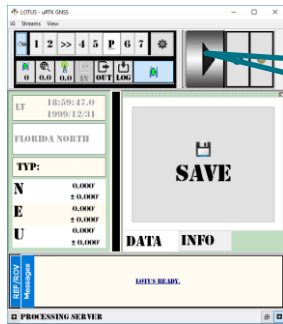 LOTUS - uRTK GNSS
IG Streams View
1 2 >> 4 5 P 6 7
0 0.0 0.0 IN OUT LOG
LT 18:59:47.0
1999/12/31
FLORIDA NORTH
TYP:
N 0.000'
± 0.000'
E 0.000'
± 0.000'
U 0.000'
± 0.000'
SAVE
DATA INFO
REF/ROV
Messages
LOTUS READY.
PROCESSING SERVER